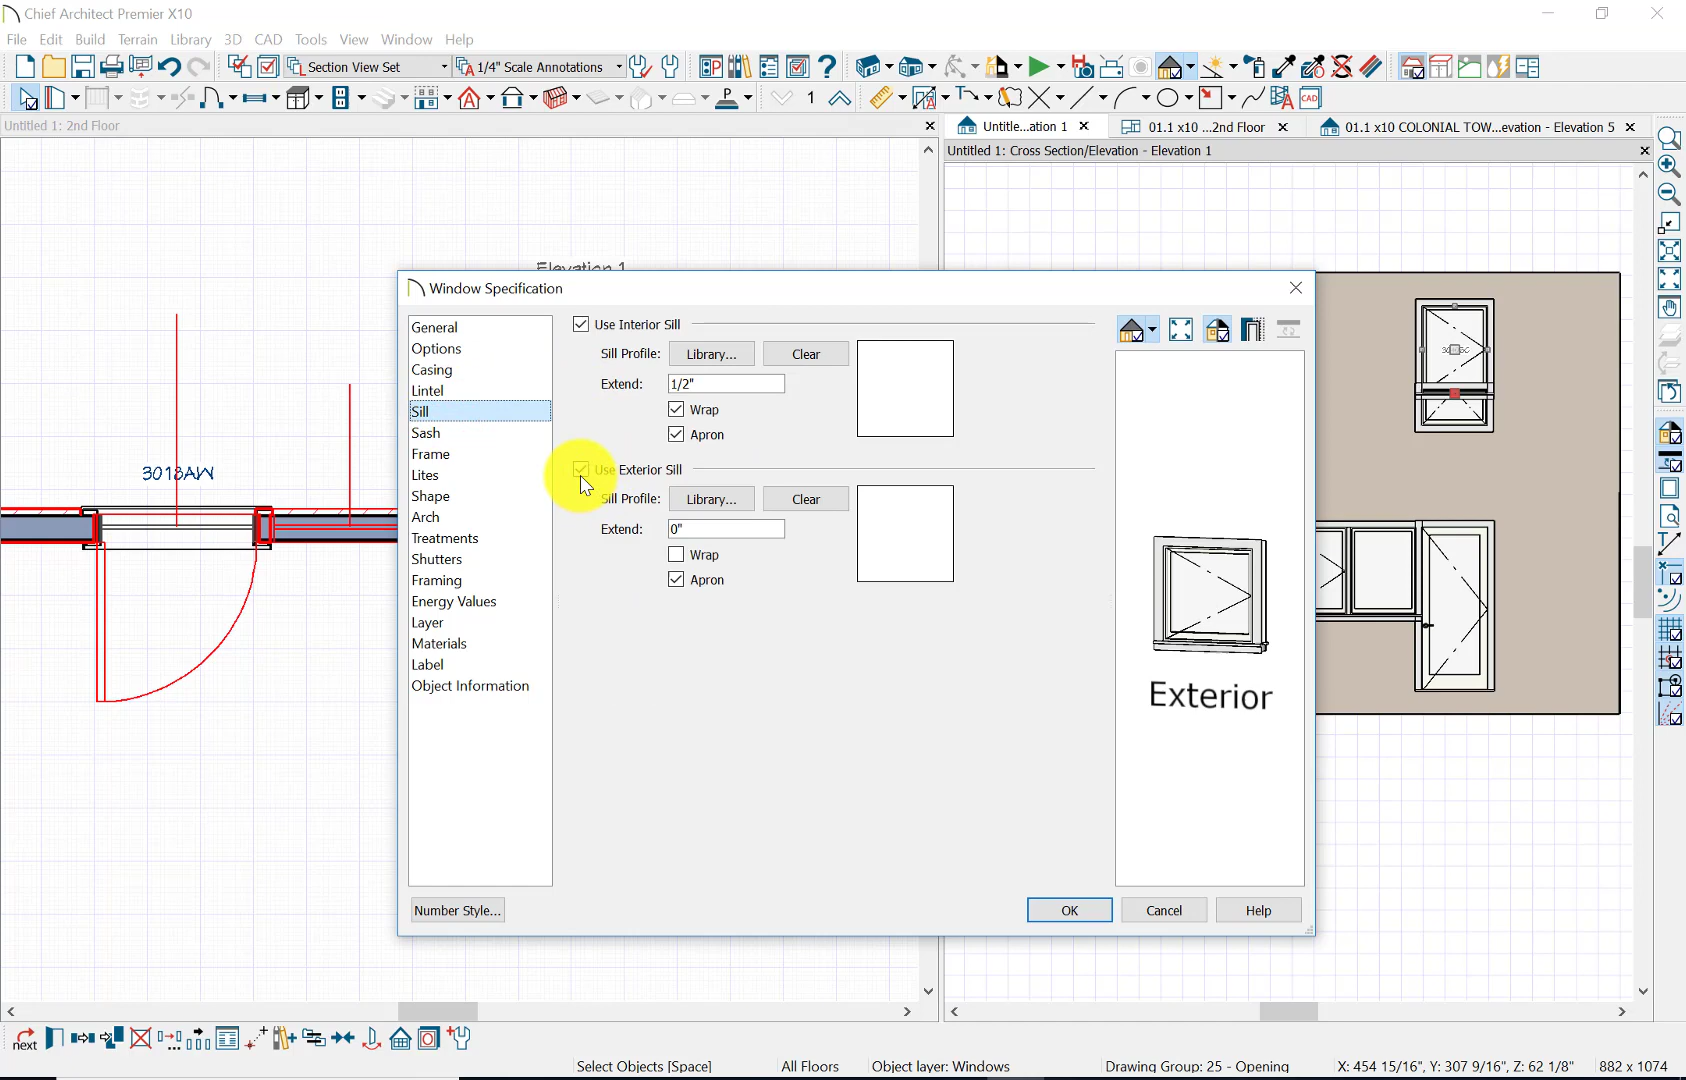 Chief Architect Premier X10
File Edit Build Terrain Library 3D CAD Tools View Window Help
Section View Set
1/4" Scale Annotations
1
Untitled 1: 2nd Floor
Untitle...ation 1
01.1 x10 ...2nd Floor
01.1 x10 COLONIAL TOW...evation - Elevation 5
Untitled 1: Cross Section/Elevation - Elevation 1
Elevation 1
3018AW
Window Specification
General
Options
Casing
Lintel
Sill
Sash
Frame
Lites
Shape
Arch
Treatments
Shutters
Framing
Energy Values
Layer
Materials
Label
Object Information
Use Interior Sill
Sill Profile: Library... Clear
Extend: 1/2"
Wrap
Apron
Use Exterior Sill
Sill Profile: Library... Clear
Extend: 0"
Wrap
Apron
Exterior
Number Style... OK Cancel Help
next
Select Objects [Space] All Floors Object layer: Windows Drawing Group: 25 - Opening X: 454 15/16", Y: 307 9/16", Z: 62 1/8" 882 x 1074